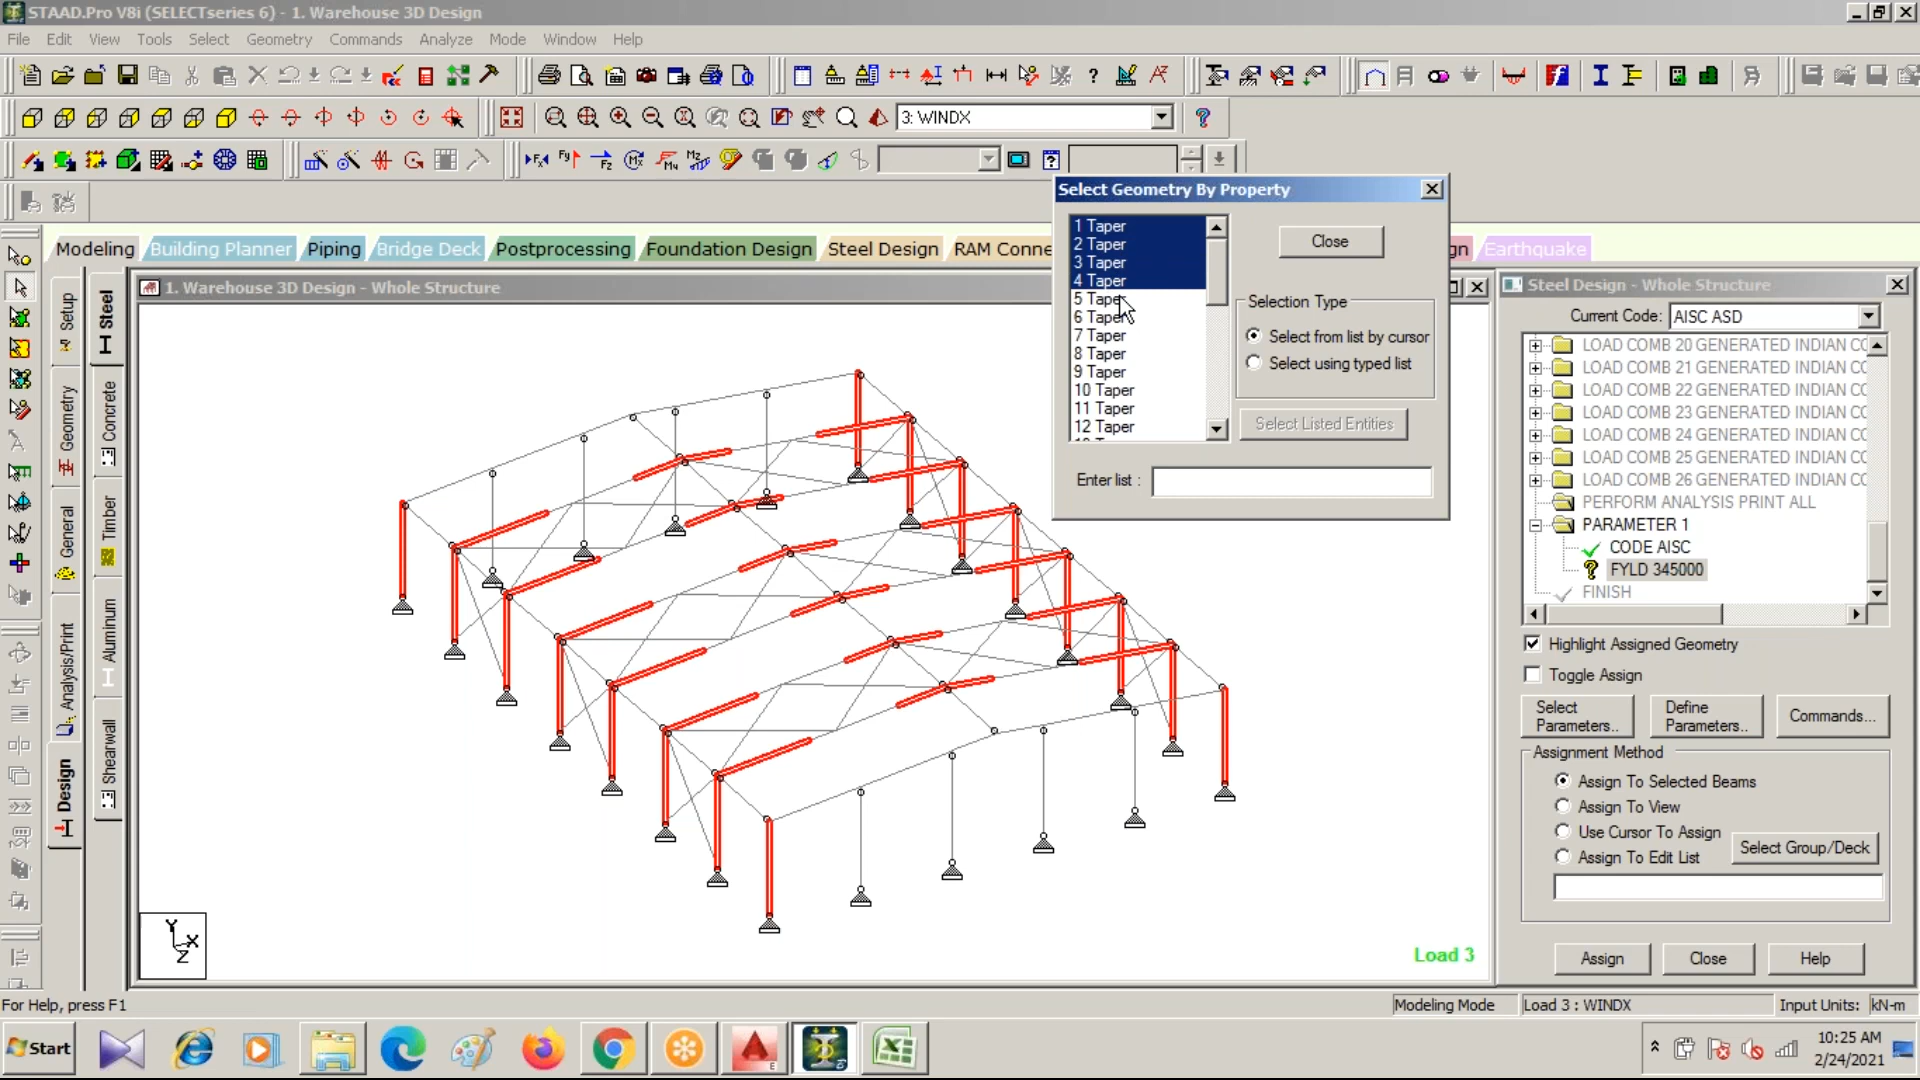 STAAD.Pro V8i (SELECTseries 6) - 1. Warehouse 3D Design
File Edit View Tools Select Geometry Commands Analyze Mode Window Help
3: WINDX
Modeling Building Planner Piping Bridge Deck Postprocessing Foundation Design Steel Design RAM Conne
gn Earthquake
Select Geometry By Property
1 Taper
2 Taper
3 Taper
4 Taper
5 Taper
6 Taper
7 Taper
8 Taper
9 Taper
10 Taper
11 Taper
12 Taper
Close
Selection Type
Select from list by cursor
Select using typed list
Select Listed Entities
Enter list :
1. Warehouse 3D Design - Whole Structure
Setup
Geometry
General
Analysis/Print
Design
Steel
Concrete
Timber
Aluminum
Shearwall
Y
X
Z
Load 3
Steel Design - Whole Structure
Current Code: AISC ASD
LOAD COMB 20 GENERATED INDIAN CO
LOAD COMB 21 GENERATED INDIAN CO
LOAD COMB 22 GENERATED INDIAN CO
LOAD COMB 23 GENERATED INDIAN CO
LOAD COMB 24 GENERATED INDIAN CO
LOAD COMB 25 GENERATED INDIAN CO
LOAD COMB 26 GENERATED INDIAN CO
PERFORM ANALYSIS PRINT ALL
PARAMETER 1
CODE AISC
FYLD 345000
FINISH
Highlight Assigned Geometry
Toggle Assign
Select Parameters..
Define Parameters..
Commands...
Assignment Method
Assign To Selected Beams
Assign To View
Use Cursor To Assign
Assign To Edit List
Select Group/Deck
Assign Close Help
For Help, press F1
Modeling Mode Load 3 : WINDX Input Units: kN-m
Start
10:25 AM
2/24/2021